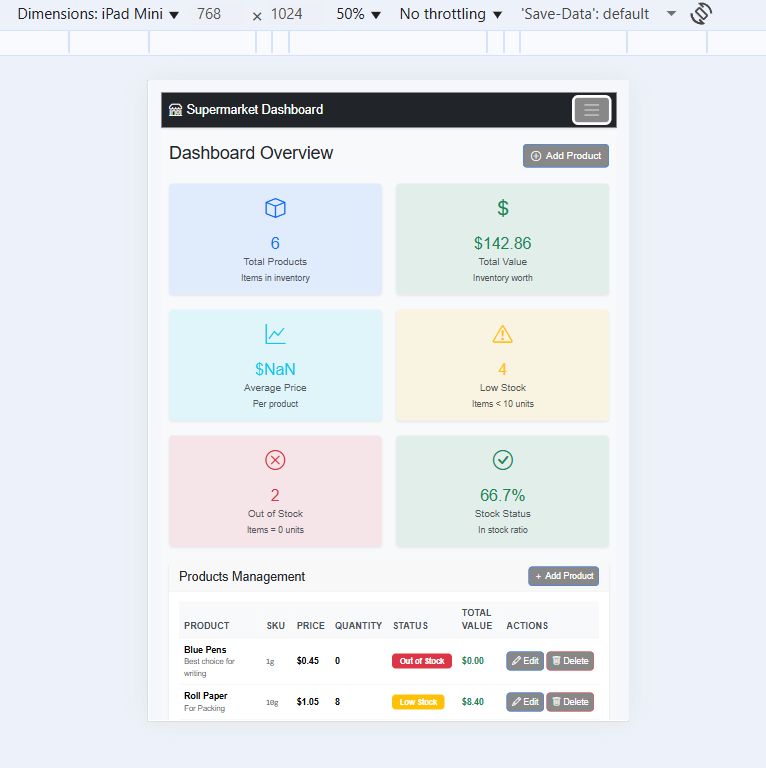 Dimensions: iPad Mini ▼ 768 × 1024 50% ▼ No throttling ▼ 'Save-Data': default
Supermarket Dashboard
Dashboard Overview
Add Product
6
Total Products
Items in inventory
$
$142.86
Total Value
Inventory worth
$NaN
Average Price
Per product
4
Low Stock
Items < 10 units
2
Out of Stock
Items = 0 units
66.7%
Stock Status
In stock ratio
Products Management
+ Add Product
PRODUCT SKU PRICE QUANTITY STATUS TOTAL VALUE ACTIONS
Blue Pens
Best choice for
writing
1g $0.45 0 Out of Stock $0.00 Edit Delete
Roll Paper
For Packing
10g $1.05 8 Low Stock $8.40 Edit Delete